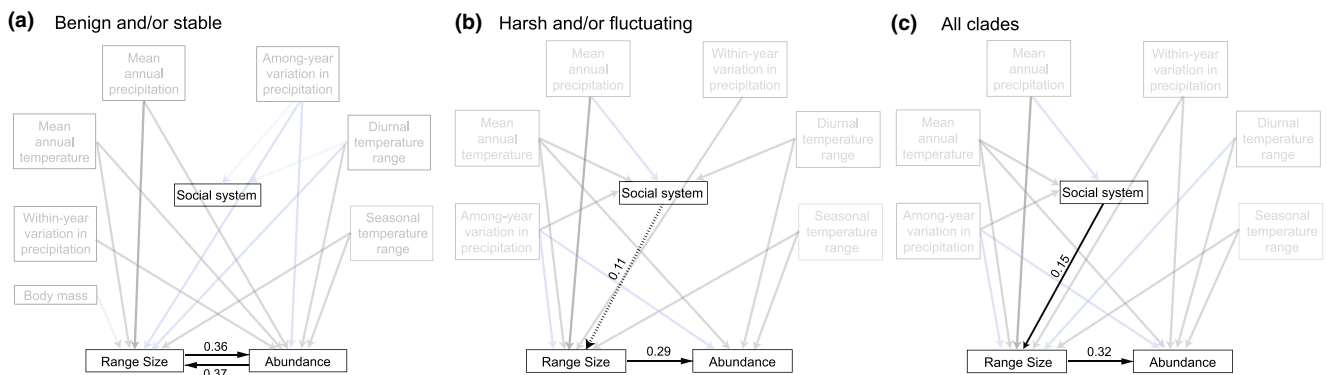 (a) Benign and/or stable
Mean
annual
precipitation
Among-year
variation in
precipitation
Mean
annual
temperature
Diurnal
temperature
range
Social system
Within-year
variation in
precipitation
Seasonal
temperature
range
Body mass
Range Size
0.36
0.37
Abundance
(b) Harsh and/or fluctuating
Mean
annual
precipitation
Within-year
variation in
precipitation
Mean
annual
temperature
Diurnal
temperature
range
Social system
Among-year
variation in
precipitation
Seasonal
temperature
range
0.11
Range Size
0.29
Abundance
(c) All clades
Mean
annual
precipitation
Within-year
variation in
precipitation
Mean
annual
temperature
Diurnal
temperature
range
Social system
Among-year
variation in
precipitation
Seasonal
temperature
range
0.15
Range Size
0.32
Abundance